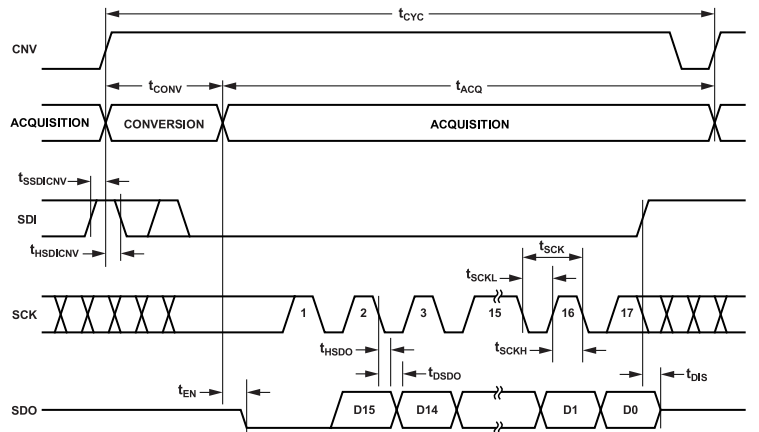 tCYC
CNV
tCONV
tACQ
ACQUISITION
CONVERSION
ACQUISITION
tSSDICNV
SDI
tHSDICNV
tSCK
tSCKL
SCK
1
2
3
15
16
17
tHSDO
tSCKH
tEN
tDSDO
tDIS
SDO
D15
D14
D1
D0